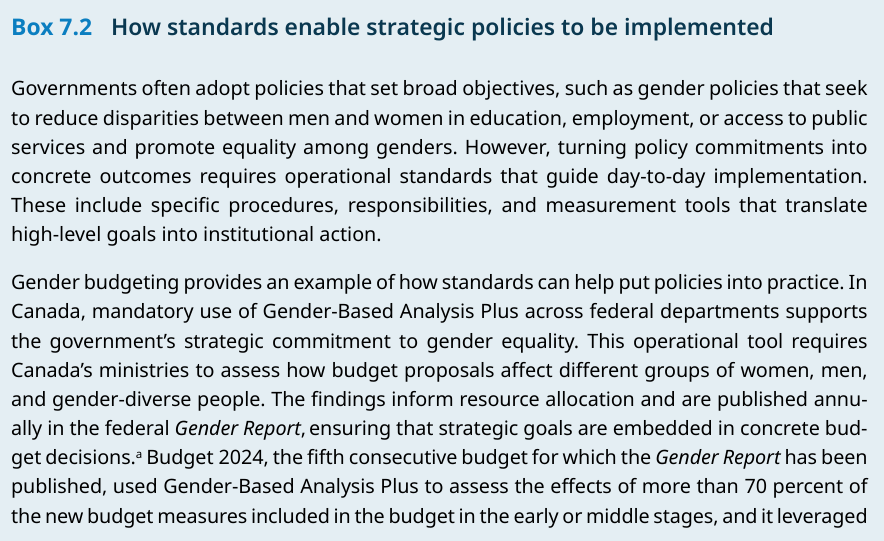 Box 7.2 How standards enable strategic policies to be implemented
Governments often adopt policies that set broad objectives, such as gender policies that seek
to reduce disparities between men and women in education, employment, or access to public
services and promote equality among genders. However, turning policy commitments into
concrete outcomes requires operational standards that guide day-to-day implementation.
These include specific procedures, responsibilities, and measurement tools that translate
high-level goals into institutional action.
Gender budgeting provides an example of how standards can help put policies into practice. In
Canada, mandatory use of Gender-Based Analysis Plus across federal departments supports
the government’s strategic commitment to gender equality. This operational tool requires
Canada’s ministries to assess how budget proposals affect different groups of women, men,
and gender-diverse people. The findings inform resource allocation and are published annu-
ally in the federal Gender Report, ensuring that strategic goals are embedded in concrete bud-
get decisions.ᵃ Budget 2024, the fifth consecutive budget for which the Gender Report has been
published, used Gender-Based Analysis Plus to assess the effects of more than 70 percent of
the new budget measures included in the budget in the early or middle stages, and it leveraged